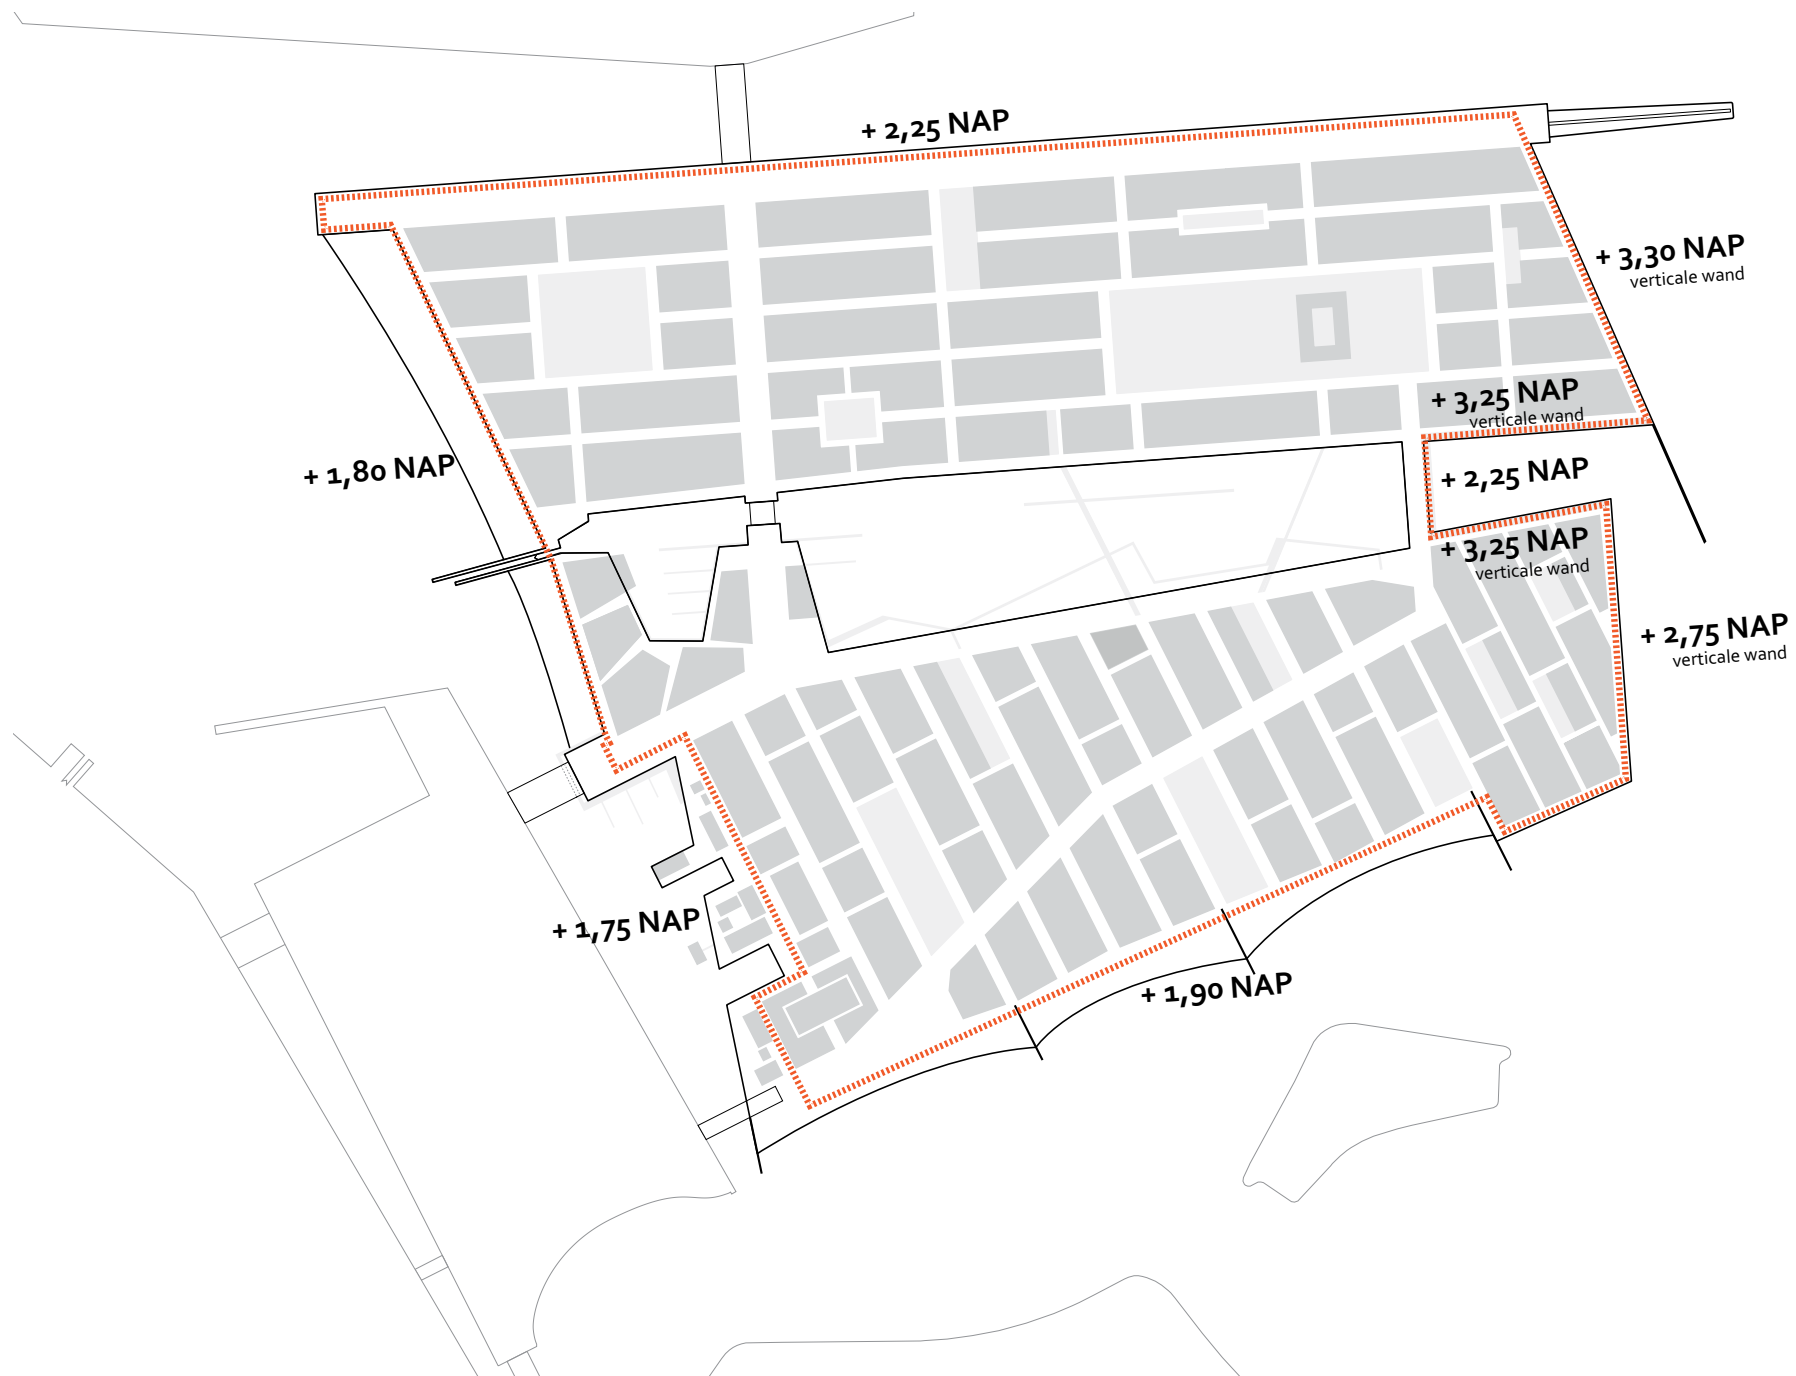 + 2,25 NAP
+ 3,30 NAP
verticale wand
+ 3,25 NAP
verticale wand
+ 1,80 NAP
+ 2,25 NAP
+ 3,25 NAP
verticale wand
+ 2,75 NAP
verticale wand
+ 1,75 NAP
+ 1,90 NAP